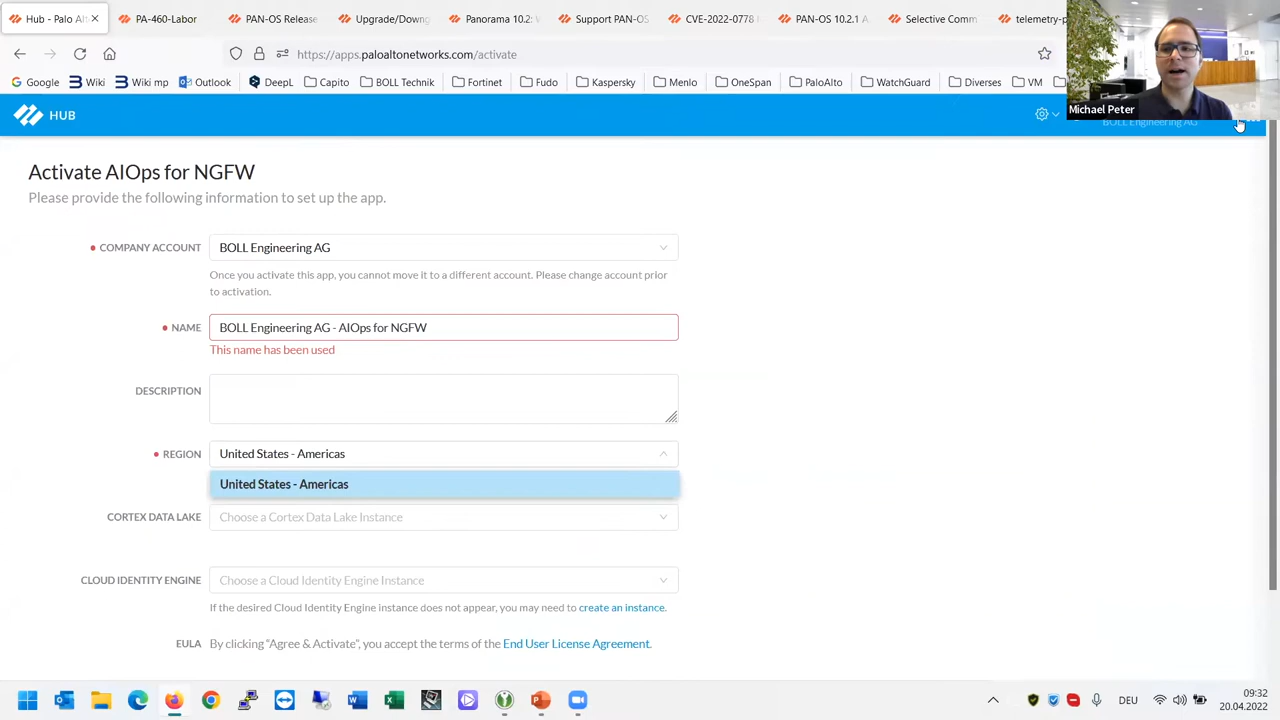 Hub - Palo Al
PA-460-Labor
PAN-OS Release
Upgrade/Downg
Panorama 10.2:
Support PAN-OS
CVE-2022-0778 I
PAN-OS 10.2.1 A
Selective Comm
telemetry-p
https://apps.paloaltonetworks.com/activate
Google
Wiki
Wiki mp
Outlook
DeepL
Capito
BOLL Technik
Fortinet
Fudo
Kaspersky
Menlo
OneSpan
PaloAlto
WatchGuard
Diverses
VM
Michael Peter
HUB
BOLL Engineering AG
Activate AIOps for NGFW
Please provide the following information to set up the app.
COMPANY ACCOUNT
BOLL Engineering AG
Once you activate this app, you cannot move it to a different account. Please change account prior
to activation.
NAME
BOLL Engineering AG - AIOps for NGFW
This name has been used
DESCRIPTION
REGION
United States - Americas
United States - Americas
CORTEX DATA LAKE
Choose a Cortex Data Lake Instance
CLOUD IDENTITY ENGINE
Choose a Cloud Identity Engine Instance
If the desired Cloud Identity Engine instance does not appear, you may need to create an instance.
EULA
By clicking "Agree & Activate", you accept the terms of the End User License Agreement.
DEU
09:32
20.04.2022